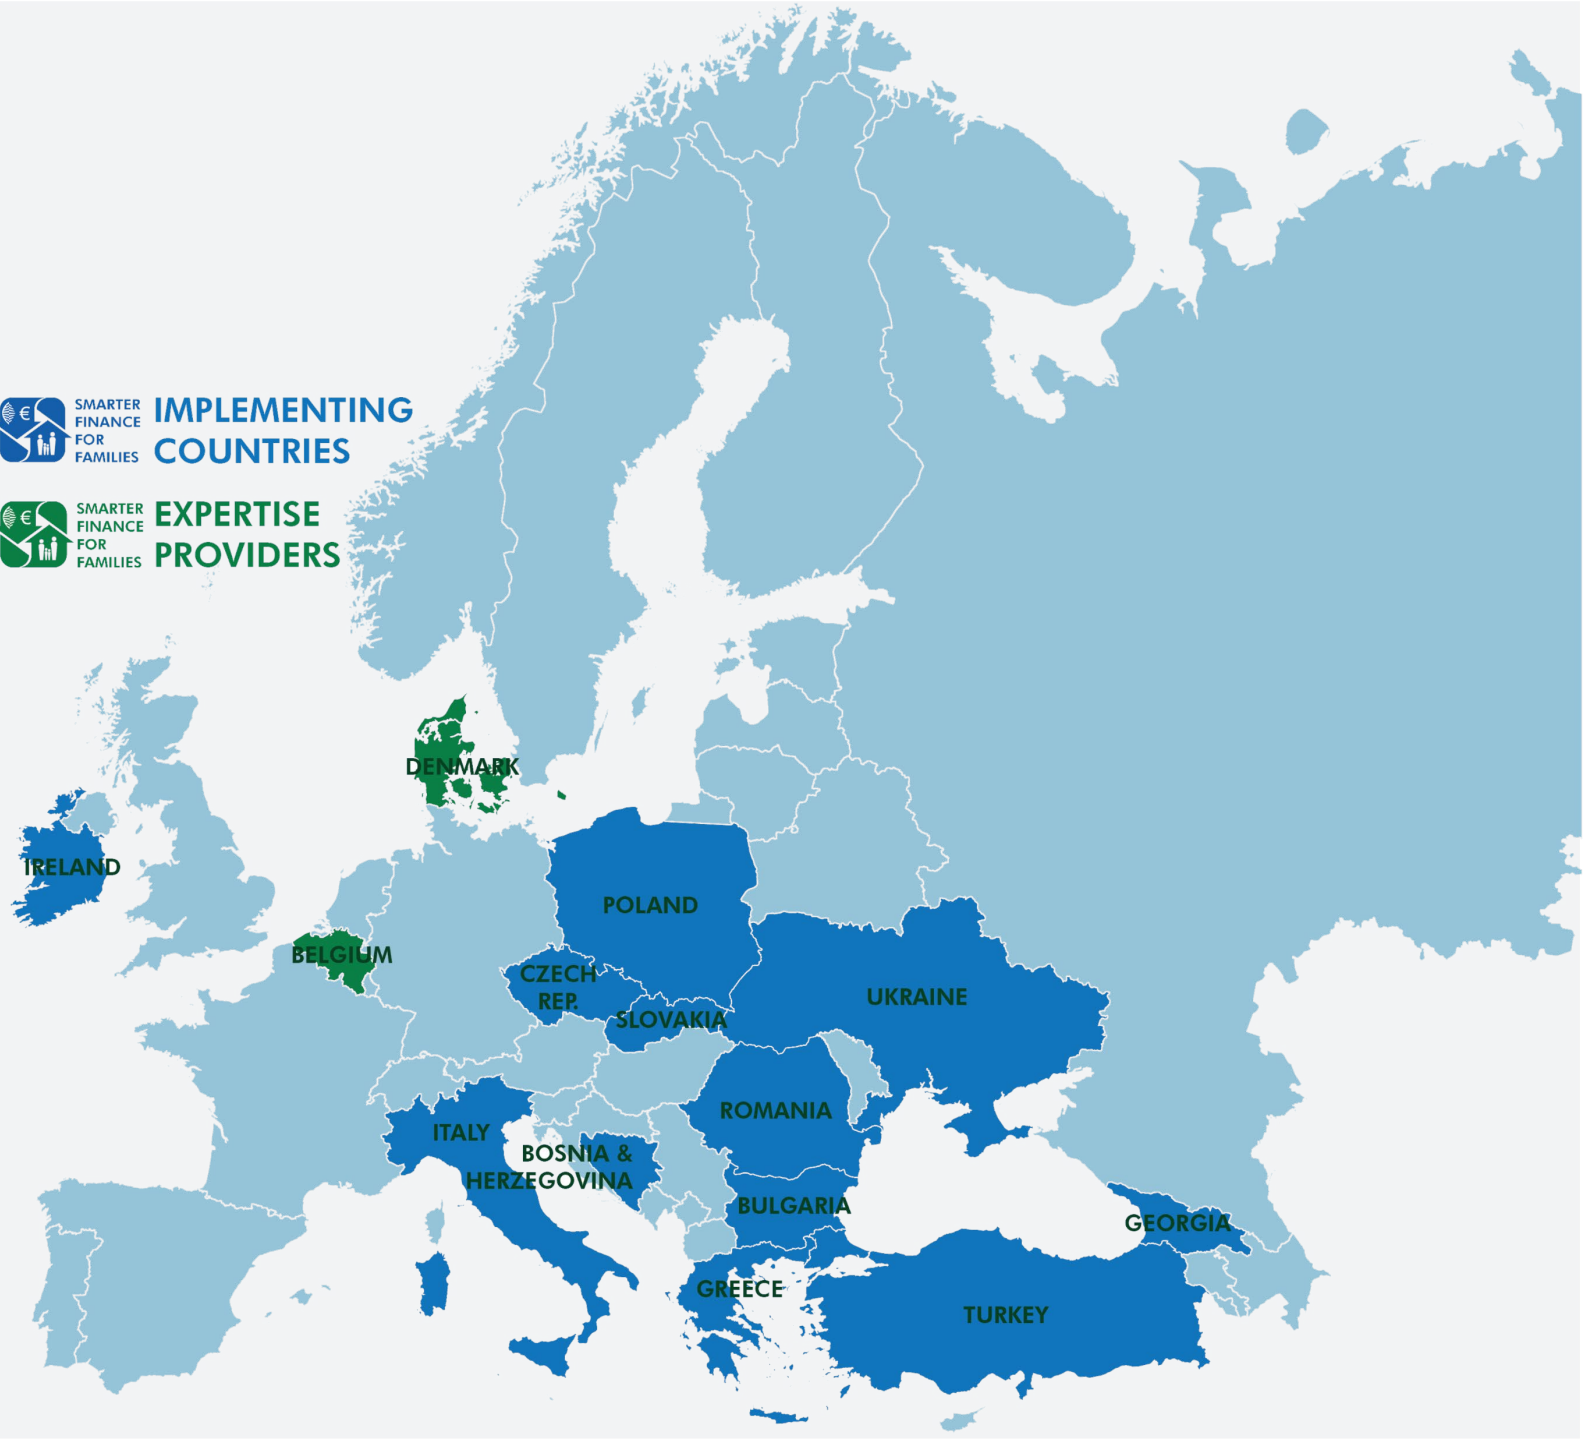 SMARTER
FINANCE
FOR
FAMILIES
IMPLEMENTING
COUNTRIES
€
SMARTER
FINANCE
FOR
FAMILIES
EXPERTISE
PROVIDERS
€
DENMARK
IRELAND
POLAND
BELGIUM
CZECH
REP.
UKRAINE
SLOVAKIA
ROMANIA
ITALY
BOSNIA &
HERZEGOVINA
BULGARIA
GEORGIA
GREECE
TURKEY